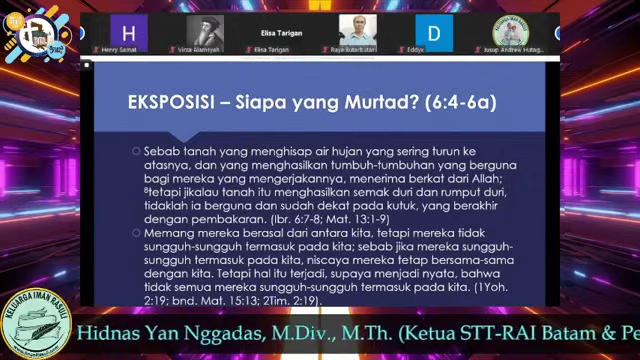 H
Henry Samat
Virza Alamsyah
Elisa Tarigan
Elisa Tarigan
D
Eddyx
Jusup Andrew Hutag...
EKSPOSISI – Siapa yang Murtad? (6:4-6a)
Sebab tanah yang menghisap air hujan yang sering turun ke
atasnya, dan yang menghasilkan tumbuh-tumbuhan yang berguna
bagi mereka yang mengerjakannya, menerima berkat dari Allah;
⁸tetapi jikalau tanah itu menghasilkan semak duri dan rumput duri,
tidaklah ia berguna dan sudah dekat pada kutuk, yang berakhir
dengan pembakaran. (Ibr. 6:7-8; Mat. 13:1-9)
Memang mereka berasal dari antara kita, tetapi mereka tidak
sungguh-sungguh termasuk pada kita; sebab jika mereka sungguh-
sungguh termasuk pada kita, niscaya mereka tetap bersama-sama
dengan kita. Tetapi hal itu terjadi, supaya menjadi nyata, bahwa
tidak semua mereka sungguh-sungguh termasuk pada kita. (1Yoh.
2:19; bnd. Mat. 15:13; 2Tim. 2:19).
KELUARGA IMAN RASULI
Hidnas Yan Nggadas, M.Div., M.Th. (Ketua STT-RAI Batam & Pe